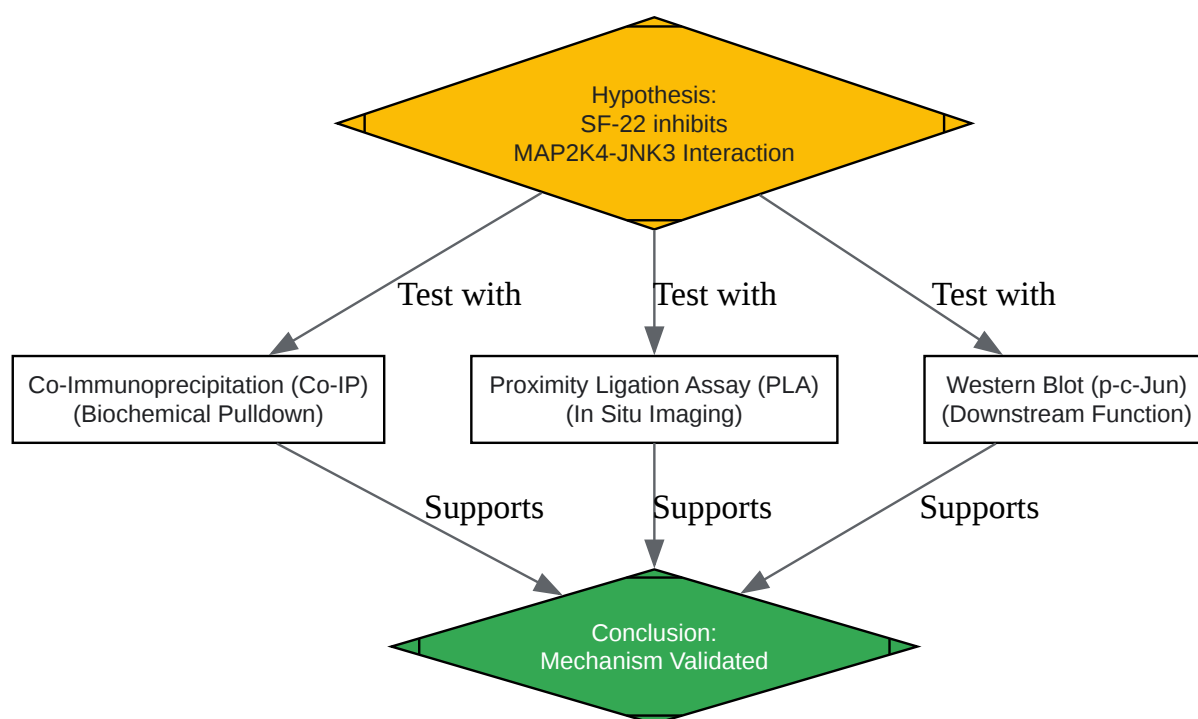 Hypothesis:
SF-22 inhibits
MAP2K4-JNK3 Interaction
Test with
Test with
Test with
Co-Immunoprecipitation (Co-IP)
(Biochemical Pulldown)
Proximity Ligation Assay (PLA)
(In Situ Imaging)
Western Blot (p-c-Jun)
(Downstream Function)
Supports
Supports
Supports
Conclusion:
Mechanism Validated